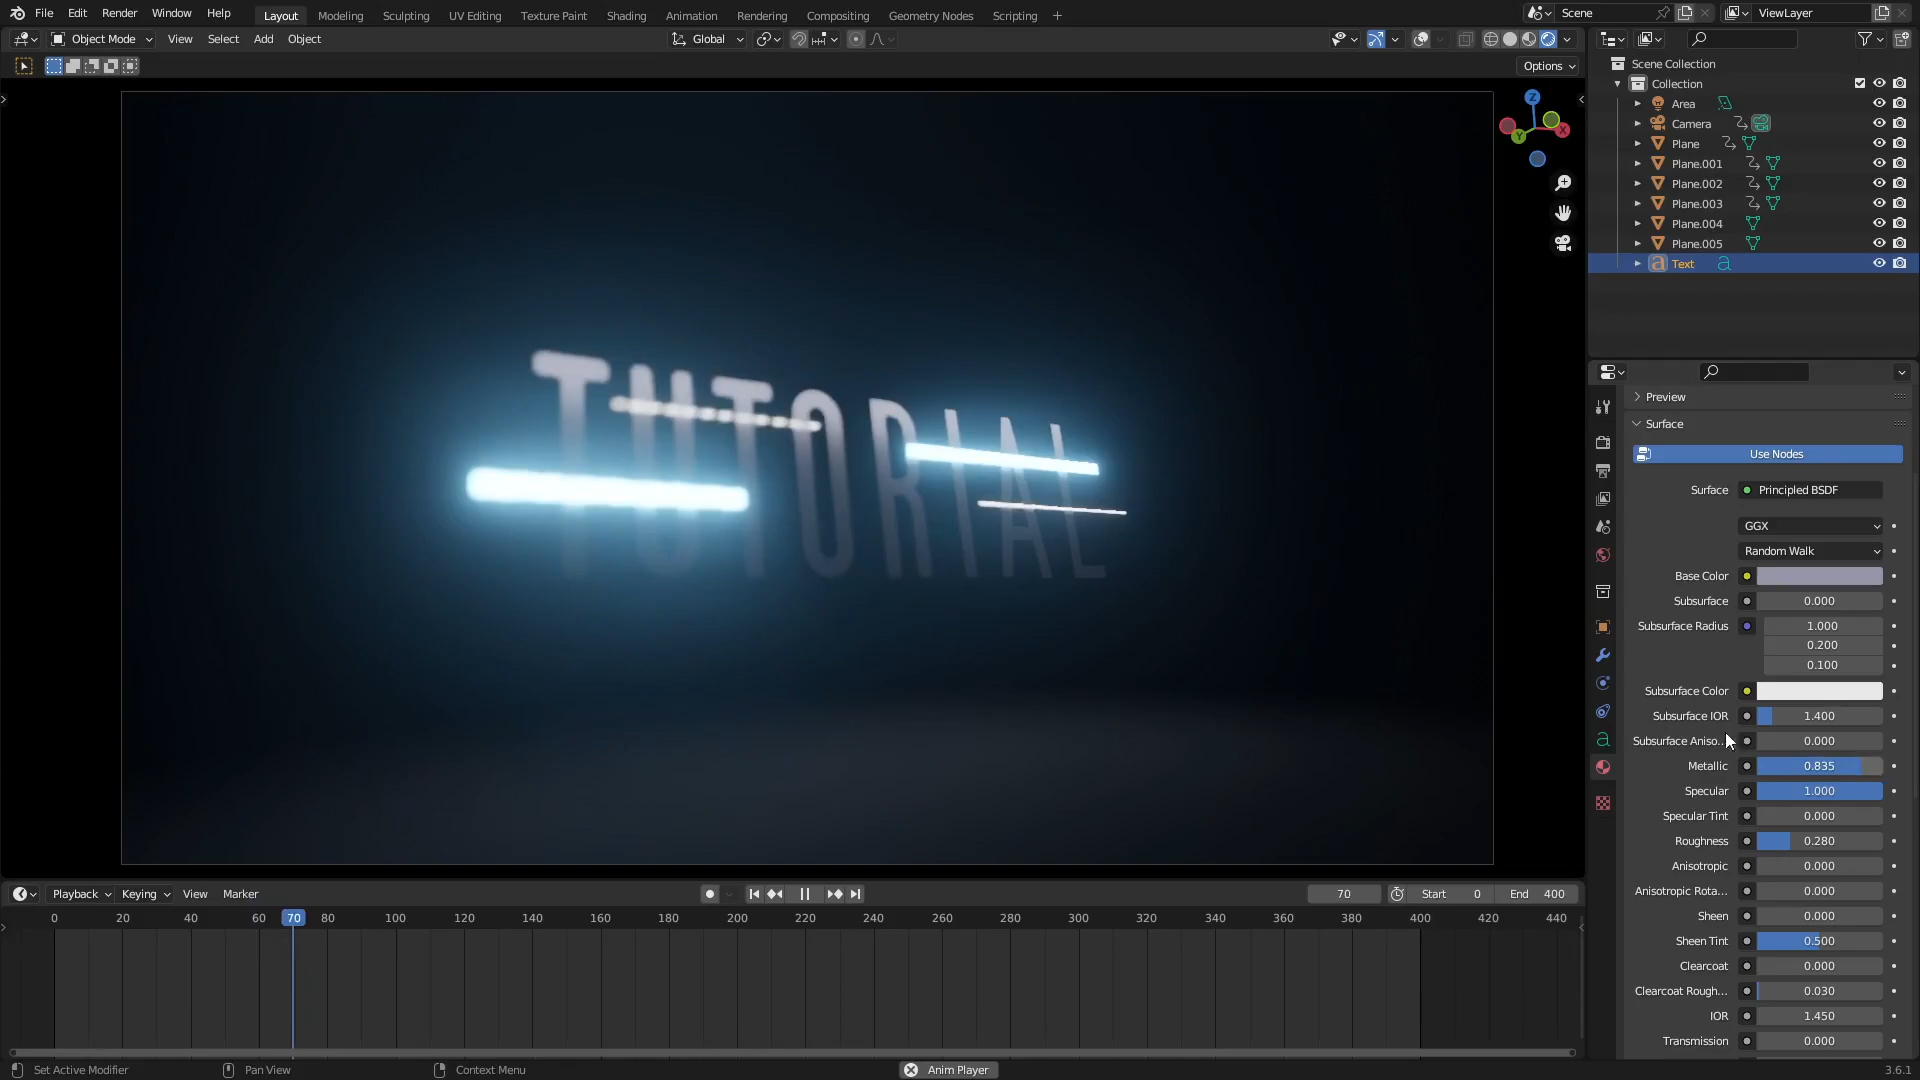 File Edit Render Window Help
Layout Modeling Sculpting UV Editing Texture Paint Shading Animation Rendering Compositing Geometry Nodes Scripting +
Scene
ViewLayer
Object Mode View Select Add Object
Global
Options
Scene Collection
Collection
Area
Camera
Plane
Plane.001
Plane.002
Plane.003
Plane.004
Plane.005
Text
Z
X
Y
TUTORIAL
Preview
Surface
Use Nodes
Surface Principled BSDF
GGX
Random Walk
Base Color
Subsurface 0.000
Subsurface Radius 1.000
0.200
0.100
Subsurface Color
Subsurface IOR 1.400
Subsurface Aniso... 0.000
Metallic 0.835
Specular 1.000
Specular Tint 0.000
Roughness 0.280
Anisotropic 0.000
Anisotropic Rota... 0.000
Sheen 0.000
Sheen Tint 0.500
Clearcoat 0.000
Clearcoat Rough... 0.030
IOR 1.450
Transmission 0.000
Playback Keying View Marker
70
Start 0
End 400
0 20 40 60 70 80 100 120 140 160 180 200 220 240 260 280 300 320 340 360 380 400 420 440
Set Active Modifier
Pan View
Context Menu
Anim Player
3.6.1